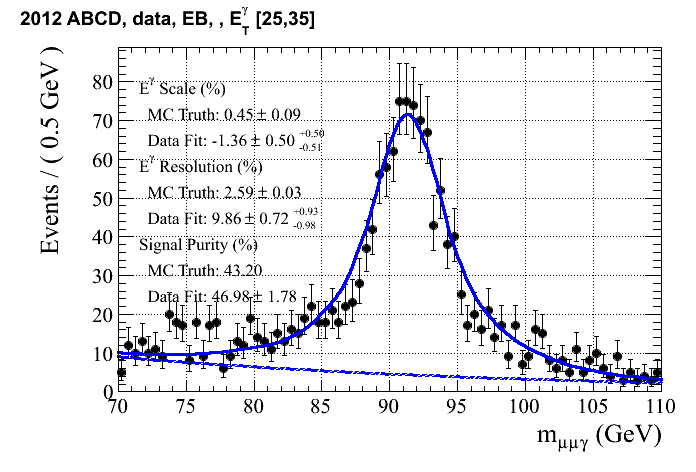 2012 ABCD, data, EB, , E_T^γ [25,35]
Events / ( 0.5 GeV )
80
70
60
50
40
30
20
10
0
E^γ Scale (%)
MC Truth: 0.45 ± 0.09
Data Fit: -1.36 ± 0.50 +0.50 -0.51
E^γ Resolution (%)
MC Truth: 2.59 ± 0.03
Data Fit: 9.86 ± 0.72 +0.93 -0.98
Signal Purity (%)
MC Truth: 43.20
Data Fit: 46.98 ± 1.78
70 75 80 85 90 95 100 105 110
m_μμγ (GeV)